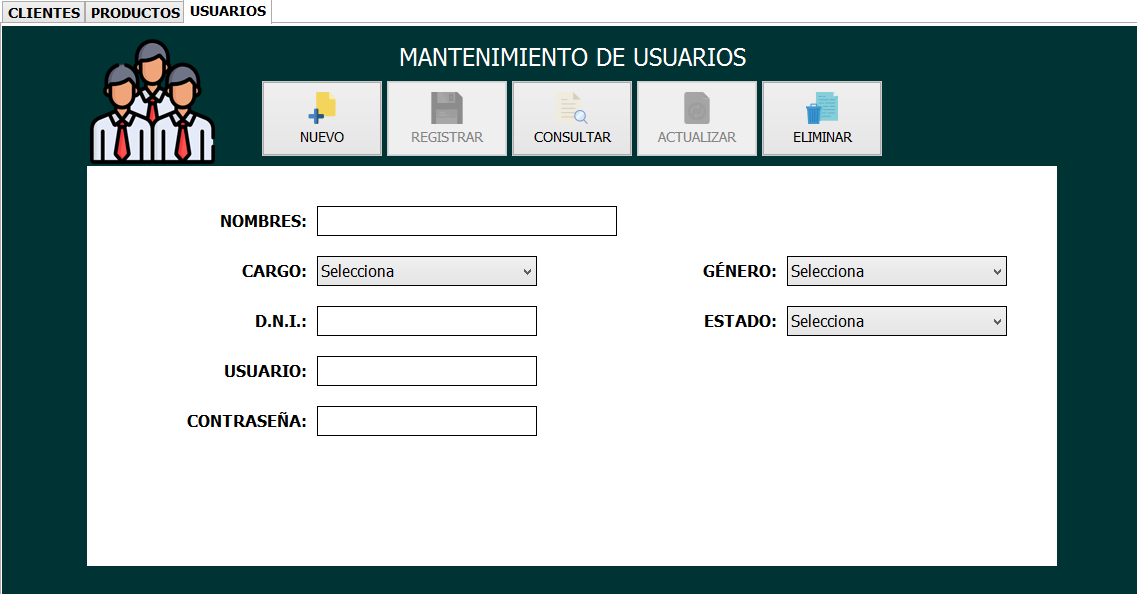 CLIENTES PRODUCTOS USUARIOS
MANTENIMIENTO DE USUARIOS
NUEVO REGISTRAR CONSULTAR ACTUALIZAR ELIMINAR
NOMBRES:
CARGO: Selecciona GÉNERO: Selecciona
D.N.I.: ESTADO: Selecciona
USUARIO:
CONTRASEÑA: